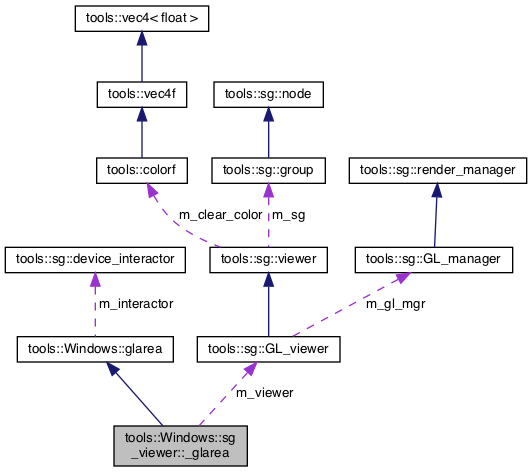 tools::vec4< float >
tools::vec4f
tools::sg::node
tools::colorf
tools::sg::group
tools::sg::render_manager
m_clear_color
m_sg
tools::sg::device_interactor
tools::sg::viewer
tools::sg::GL_manager
m_interactor
m_gl_mgr
tools::Windows::glarea
tools::sg::GL_viewer
m_viewer
tools::Windows::sg
_viewer::_glarea